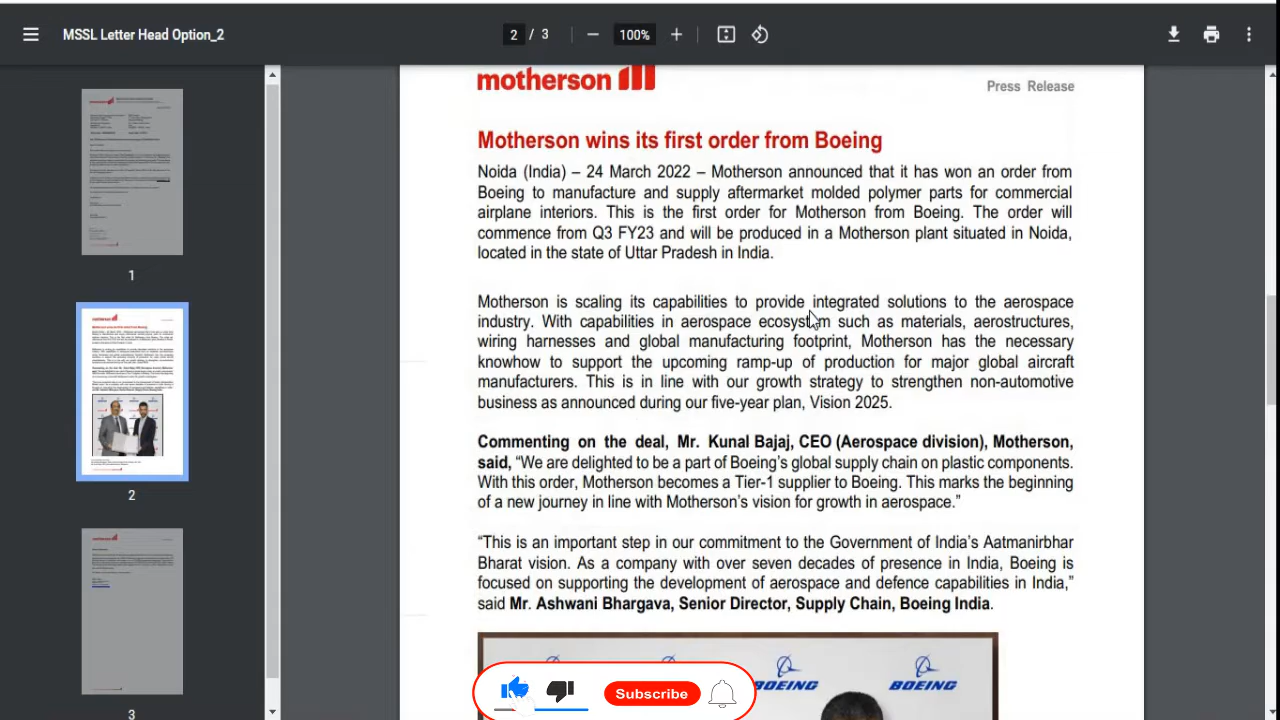 MSSL Letter Head Option_2
2 / 3
100%
motherson
Press Release
Motherson wins its first order from Boeing
Noida (India) – 24 March 2022 – Motherson announced that it has won an order from
Boeing to manufacture and supply aftermarket molded polymer parts for commercial
airplane interiors. This is the first order for Motherson from Boeing. The order will
commence from Q3 FY23 and will be produced in a Motherson plant situated in Noida,
located in the state of Uttar Pradesh in India.
Motherson is scaling its capabilities to provide integrated solutions to the aerospace
industry. With capabilities in aerospace ecosystem such as materials, aerostructures,
wiring harnesses and global manufacturing footprint, Motherson has the necessary
knowhow to support the upcoming ramp-up in production for major global aircraft
manufacturers. This is in line with our growth strategy to strengthen non-automotive
business as announced during our five-year plan, Vision 2025.
Commenting on the deal, Mr. Kunal Bajaj, CEO (Aerospace division), Motherson,
said, “We are delighted to be a part of Boeing’s global supply chain on plastic components.
With this order, Motherson becomes a Tier-1 supplier to Boeing. This marks the beginning
of a new journey in line with Motherson’s vision for growth in aerospace.”
“This is an important step in our commitment to the Government of India’s Aatmanirbhar
Bharat vision. As a company with over seven decades of presence in India, Boeing is
focused on supporting the development of aerospace and defence capabilities in India,”
said Mr. Ashwani Bhargava, Senior Director, Supply Chain, Boeing India.
BOEING
BOEING
Subscribe
1
2
3